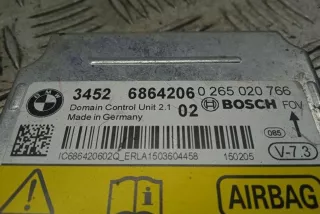 3452 6864206 0 265 020 766
Domain Control Unit 2.1 02 BOSCH FOV
Made in Germany
085
IC686420602Q_ERLA1503604458 150205 V-7.3
AIRBAG